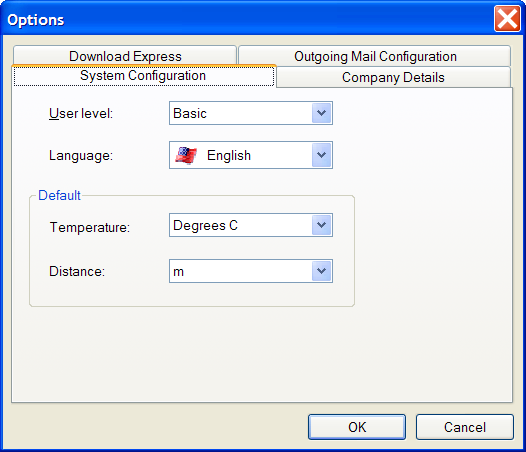 Options
Download Express
Outgoing Mail Configuration
System Configuration
Company Details
User level: Basic
Language: English
Default
Temperature: Degrees C
Distance: m
OK
Cancel